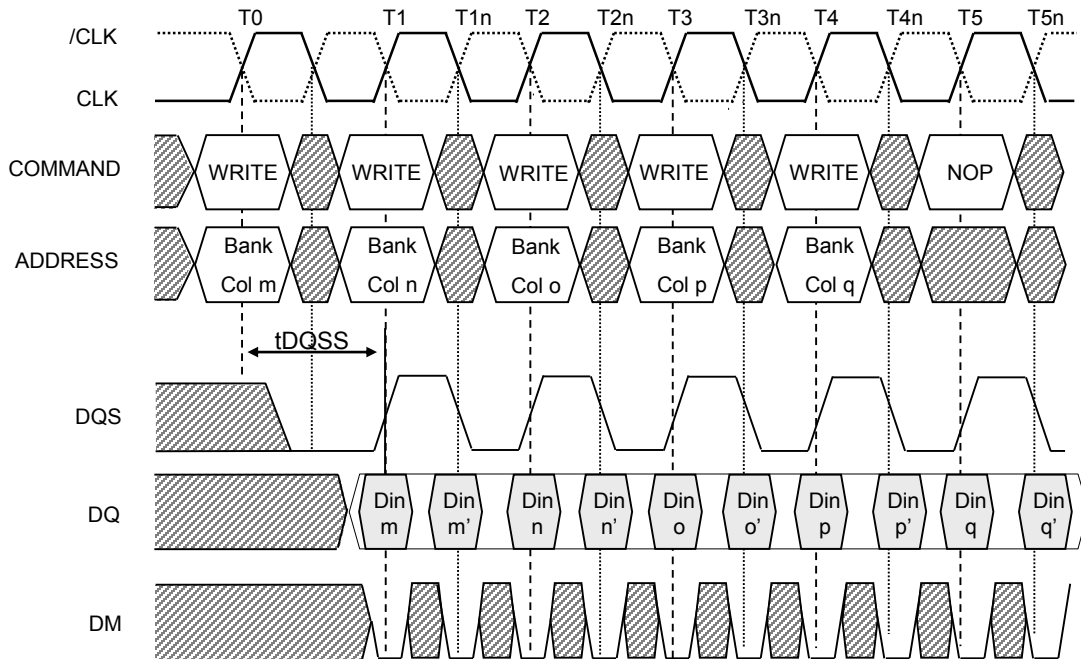 T0 T1 T1n T2 T2n T3 T3n T4 T4n T5 T5n
/CLK
CLK
COMMAND WRITE WRITE WRITE WRITE WRITE NOP
ADDRESS Bank Bank Bank Bank Bank
Col m Col n Col o Col p Col q
tDQSS
DQS
DQ Din Din Din Din Din Din Din Din Din Din
m m’ n n’ o o’ p p’ q q’
DM